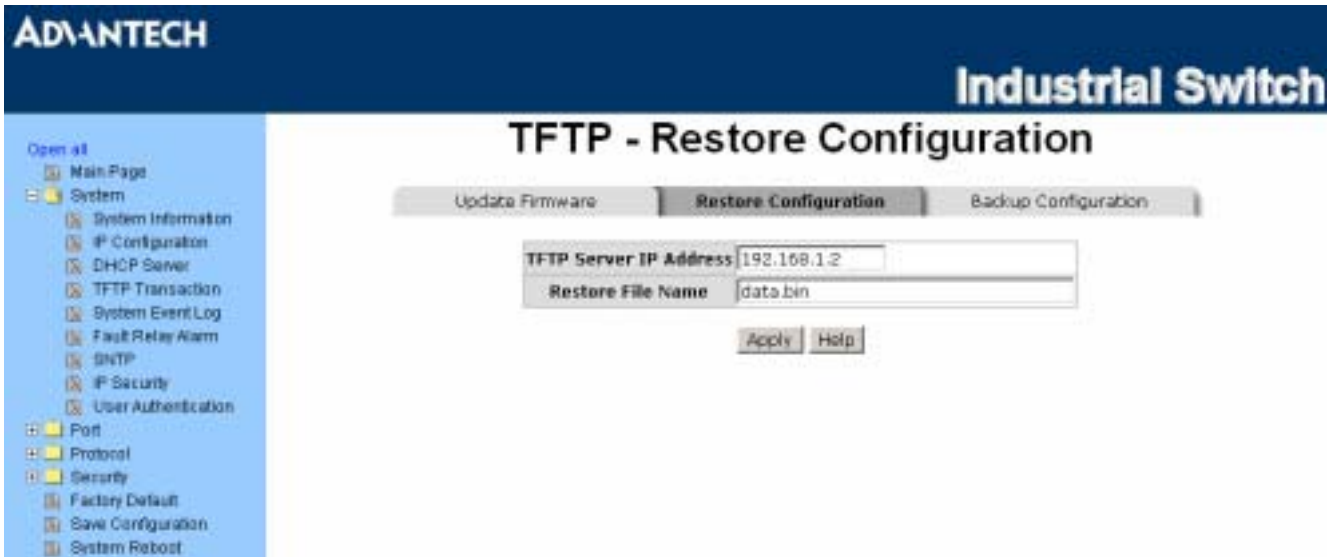 ADVANTECH
Industrial Switch
Open all
Main Page
System
System Information
IP Configuration
DHCP Server
TFTP Transaction
System Event Log
Fault Relay Alarm
SNTP
IP Security
User Authentication
Port
Protocol
Security
Factory Default
Save Configuration
System Reboot
TFTP - Restore Configuration
Update Firmware
Restore Configuration
Backup Configuration
TFTP Server IP Address 192.168.1.2
Restore File Name data.bin
Apply Help